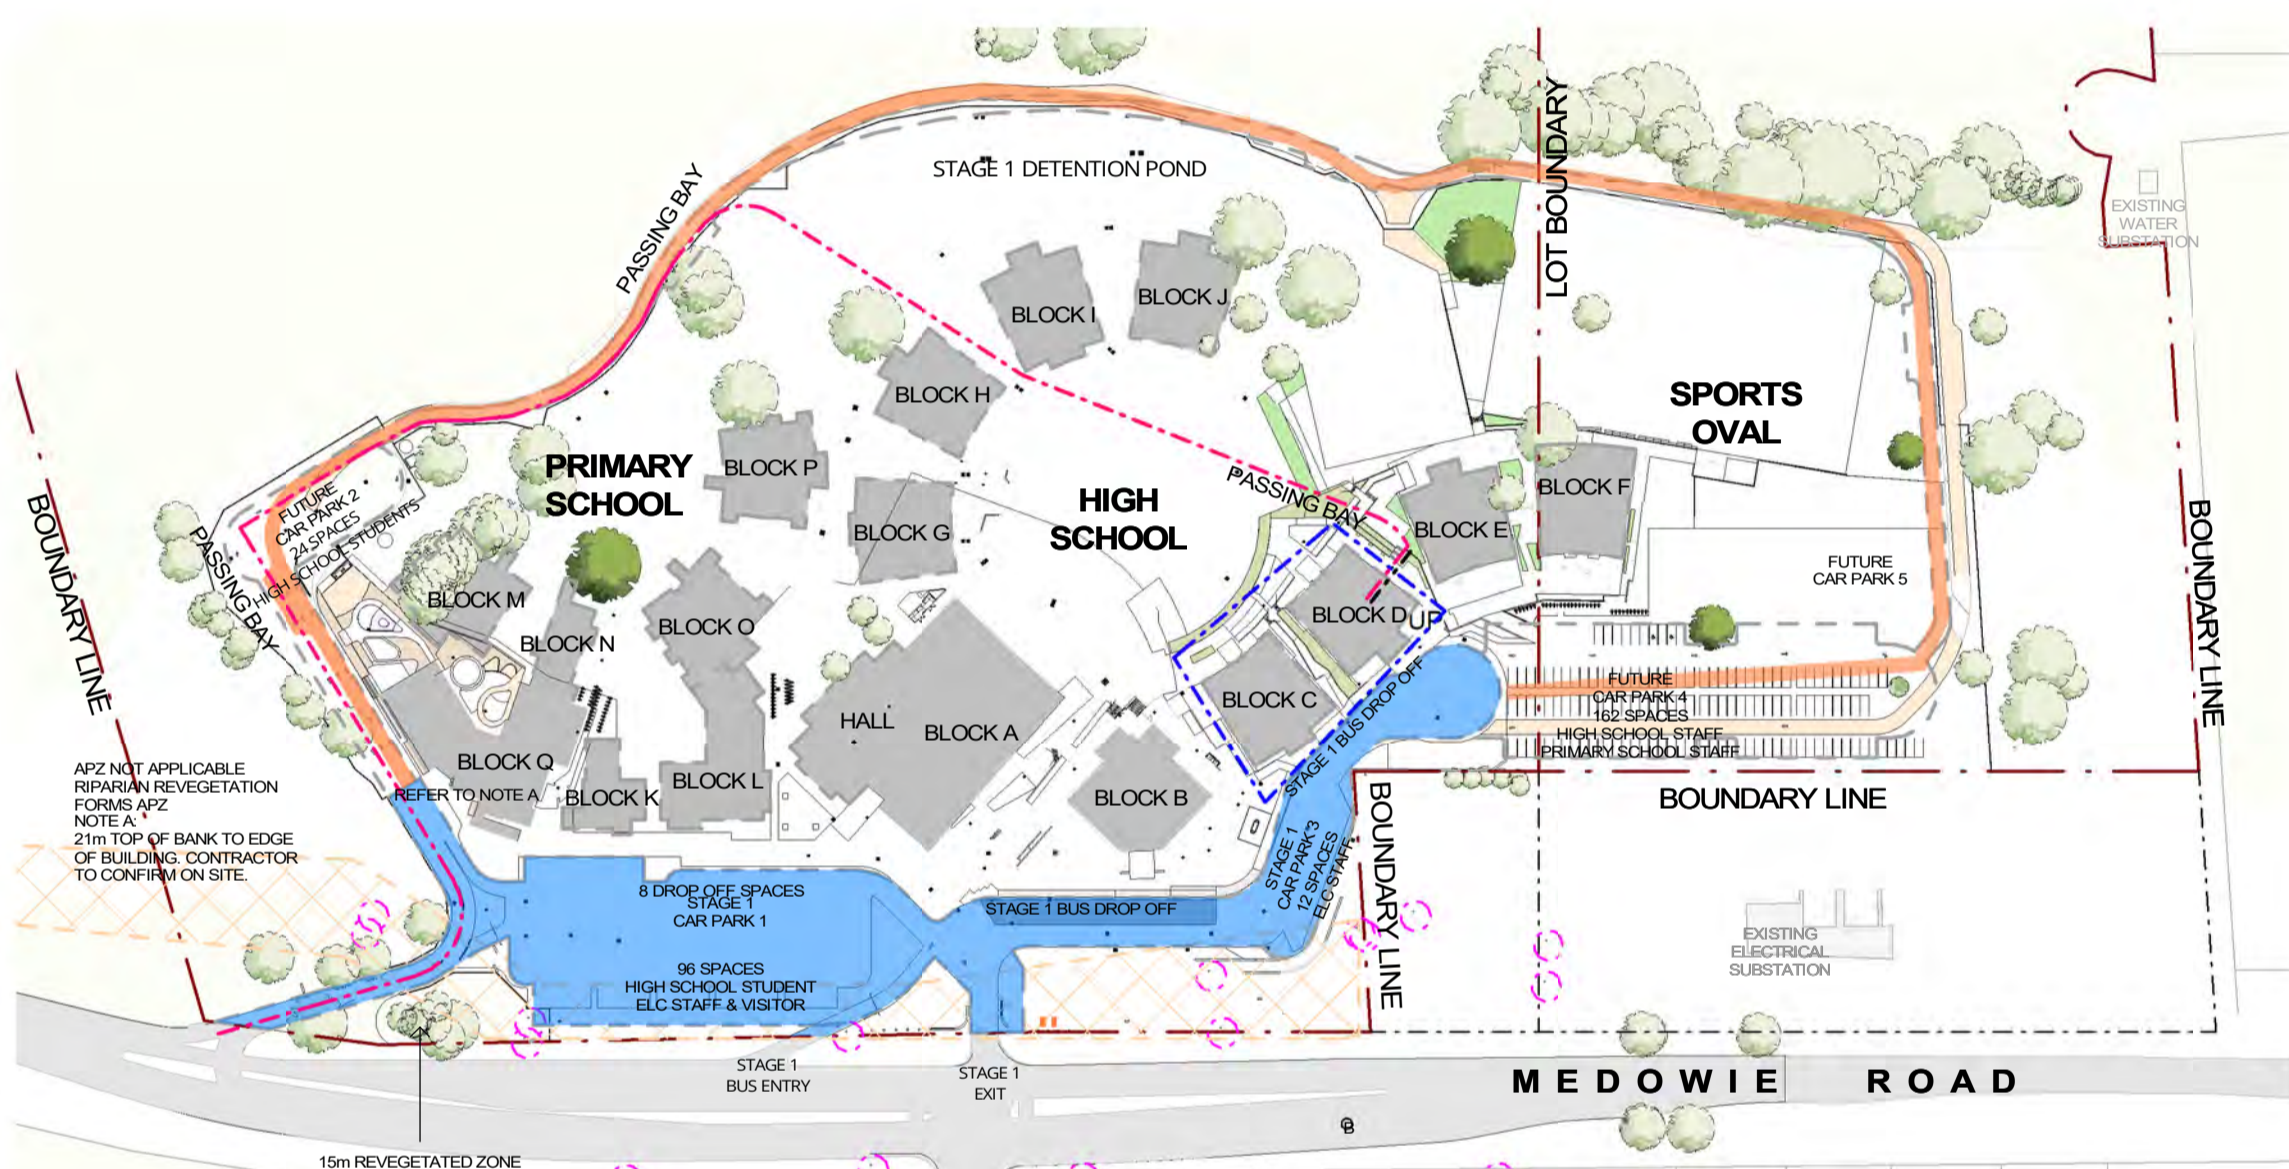 STAGE 1 DETENTION POND
LOT BOUNDARY
PASSING BAY
EXISTING
WATER
SUBSTATION
BLOCK I
BLOCK J
BLOCK H
SPORTS
OVAL
PRIMARY
SCHOOL
BLOCK P
HIGH
SCHOOL
PASSING BAY
BLOCK E
BLOCK F
BLOCK G
FUTURE
CAR PARK 2
24 SPACES
HIGH SCHOOL STUDENTS
PASSING BAY
BOUNDARY LINE
BOUNDARY LINE
FUTURE
CAR PARK 5
BLOCK M
BLOCK N
BLOCK O
BLOCK D
UP
BLOCK C
STAGE 1 BUS DROP OFF
FUTURE
CAR PARK 4
162 SPACES
HIGH SCHOOL STAFF
PRIMARY SCHOOL STAFF
HALL
BLOCK A
BLOCK Q
REFER TO NOTE A
BLOCK K
BLOCK L
BLOCK B
BOUNDARY LINE
BOUNDARY LINE
APZ NOT APPLICABLE
RIPARIAN REVEGETATION
FORMS APZ
NOTE A:
21m TOP OF BANK TO EDGE
OF BUILDING. CONTRACTOR
TO CONFIRM ON SITE.
STAGE 1
CAR PARK 3
12 SPACES
ELC STAFF
8 DROP OFF SPACES
STAGE 1
CAR PARK 1
STAGE 1 BUS DROP OFF
96 SPACES
HIGH SCHOOL STUDENT
ELC STAFF & VISITOR
EXISTING
ELECTRICAL
SUBSTATION
STAGE 1
BUS ENTRY
STAGE 1
EXIT
MEDOWIE ROAD
15m REVEGETATED ZONE